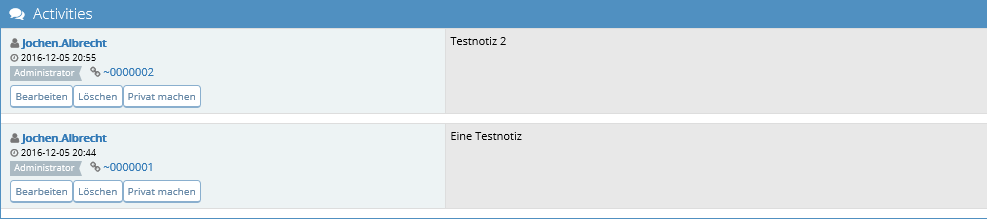 Activities
Jochen.Albrecht
2016-12-05 20:55
Administrator ~0000002
Bearbeiten Löschen Privat machen
Testnotiz 2
Jochen.Albrecht
2016-12-05 20:44
Administrator ~0000001
Bearbeiten Löschen Privat machen
Eine Testnotiz